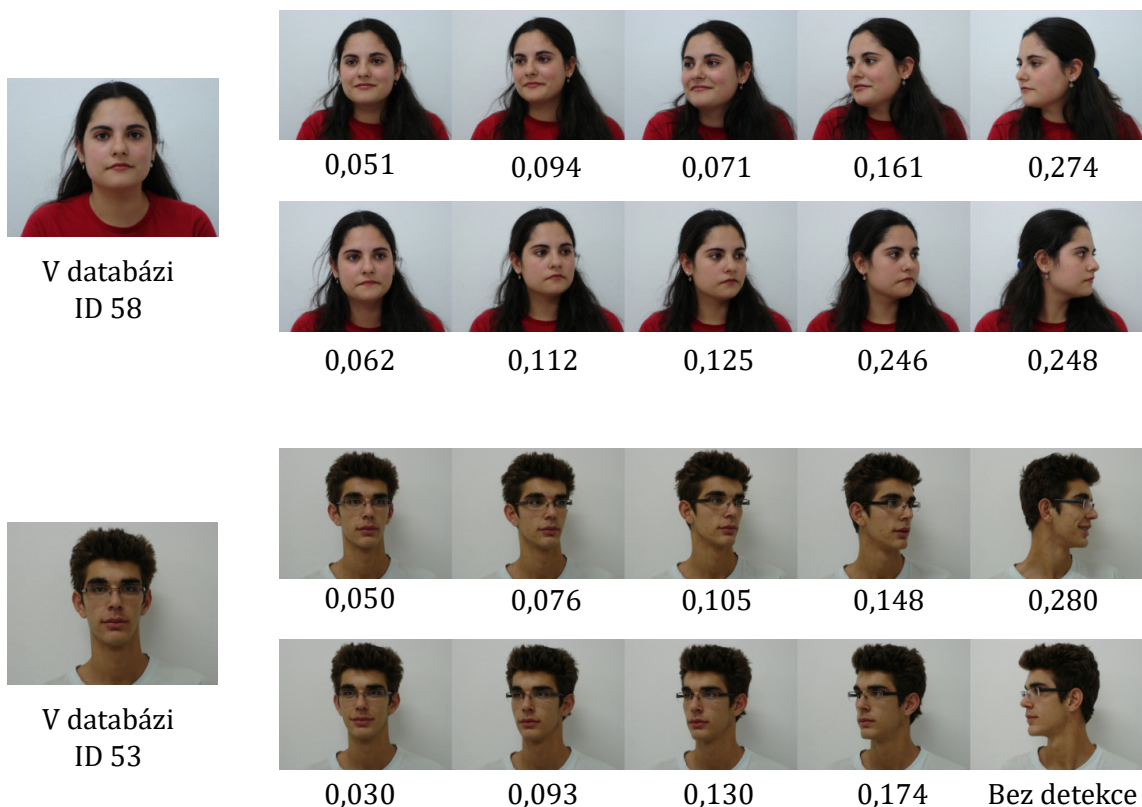 0,051 0,094 0,071 0,161 0,274
V databázi
ID 58
0,062 0,112 0,125 0,246 0,248
0,050 0,076 0,105 0,148 0,280
V databázi
ID 53
0,030 0,093 0,130 0,174 Bez detekce